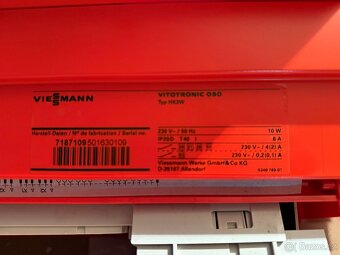 VIESMANN
VITOTRONIC 050
Typ HK3W
Herstell-Daten / N° de fabrication / Serial no.
7187109501630109
230 V~ / 50 Hz 10 W
IP20D T40 I 6 A
230 V~ / 4(2) A
230 V~ / 0,2(0,1) A
Viessmann Werke GmbH& Co KG
D-35107 Allendorf